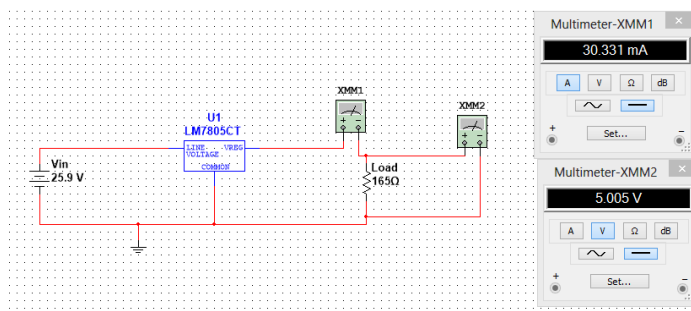 Multimeter-XMM1 ×
30.331 mA
A V Ω dB
+ Set... −
Multimeter-XMM2 ×
5.005 V
A V Ω dB
+ Set... −
XMM1
XMM2
U1
LM7805CT
LINE VREG
VOLTAGE
COMMON
Vin
25.9 V
Load
165Ω
+ −
+ −